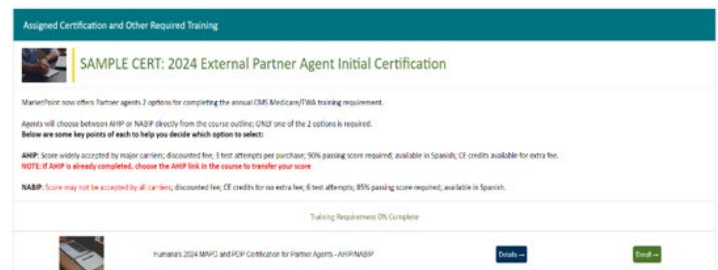 Assigned Certification and Other Required Training
SAMPLE CERT: 2024 External Partner Agent Initial Certification
MarketPoint now offers Partner agents 2 options for completing the annual CMS Medicare/FWA training requirement.
Agents will choose between AHIP or NABIP directly from the course outline; ONLY one of the 2 options is required.
Below are some key points of each to help you decide which option to select:
AHIP: Score widely accepted by major carriers; discounted fee; 3 test attempts per purchase; 90% passing score required; available in Spanish; CE credits available for extra fee.
NOTE: If AHIP is already completed, choose the AHIP link in the course to transfer your score
NABIP: Score may not be accepted by all carriers; discounted fee; CE credits for no extra fee; 6 test attempts; 85% passing score required; available in Spanish.
Training Requirement 0% Complete
Humana's 2024 MAPD and PDP Certification for Partner Agents - AHIP/NABIP
Details →
Enroll →